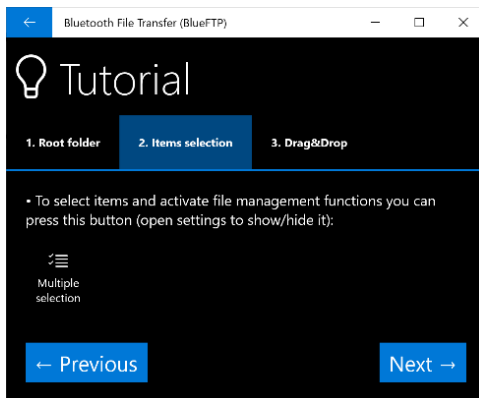 ← Bluetooth File Transfer (BlueFTP)
Tutorial
1. Root folder 2. Items selection 3. Drag&Drop
• To select items and activate file management functions you can
press this button (open settings to show/hide it):
Multiple
selection
← Previous Next →